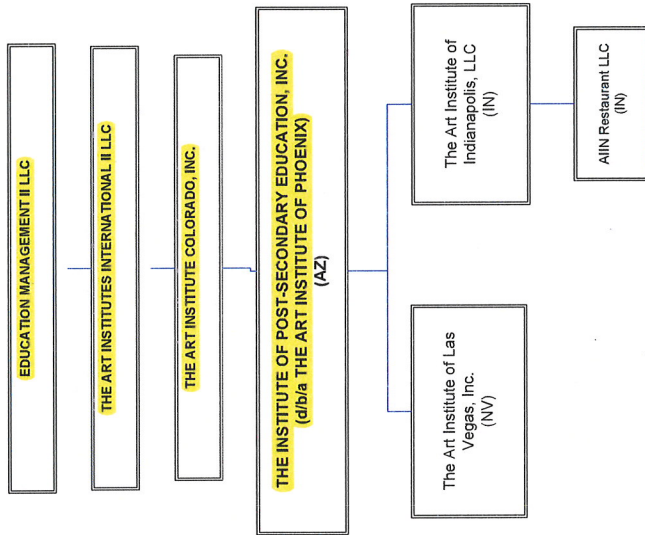 EDUCATION MANAGEMENT II LLC
THE ART INSTITUTES INTERNATIONAL II LLC
THE ART INSTITUTE COLORADO, INC.
THE INSTITUTE OF POST-SECONDARY EDUCATION, INC.
(d/b/a THE ART INSTITUTE OF PHOENIX)
(AZ)
The Art Institute of Las
Vegas, Inc.
(NV)
The Art Institute of
Indianapolis, LLC
(IN)
AIIN Restaurant LLC
(IN)